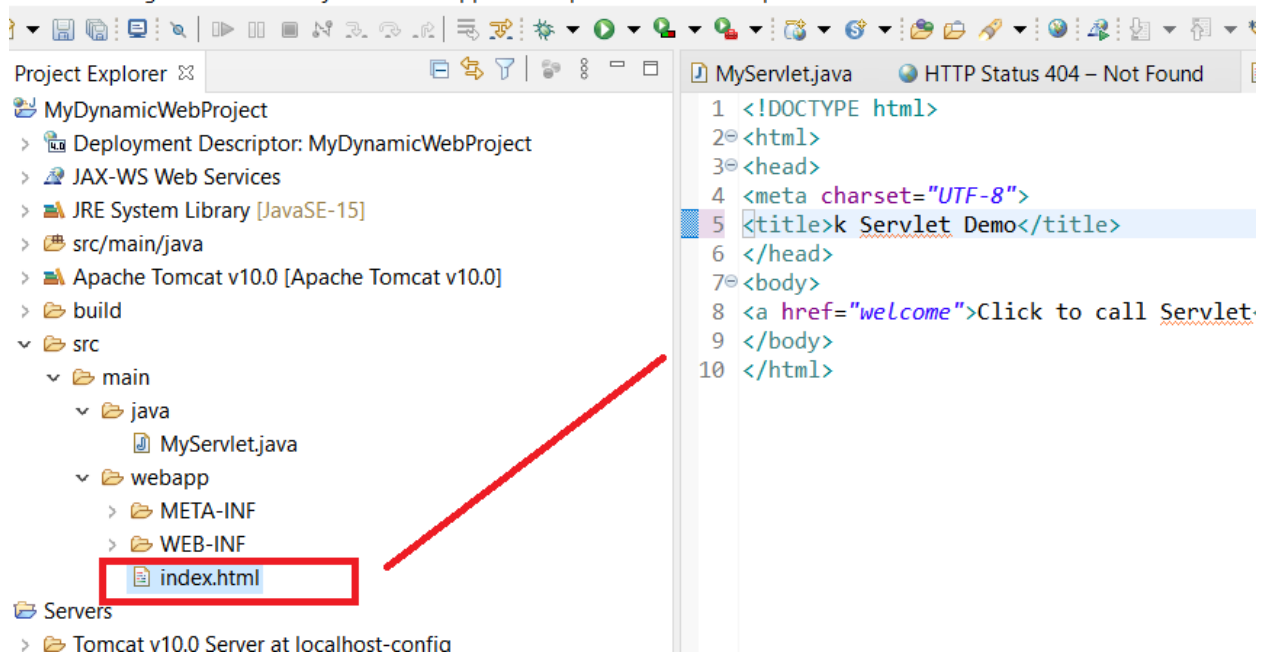 Project Explorer
MyDynamicWebProject
Deployment Descriptor: MyDynamicWebProject
JAX-WS Web Services
JRE System Library [JavaSE-15]
src/main/java
Apache Tomcat v10.0 [Apache Tomcat v10.0]
build
src
main
java
MyServlet.java
webapp
META-INF
WEB-INF
index.html
Servers
Tomcat v10.0 Server at localhost-config
MyServlet.java HTTP Status 404 – Not Found
1 <!DOCTYPE html>
2 <html>
3 <head>
4 <meta charset="UTF-8">
5 <title>k Servlet Demo</title>
6 </head>
7 <body>
8 <a href="welcome">Click to call Servlet<
9 </body>
10 </html>